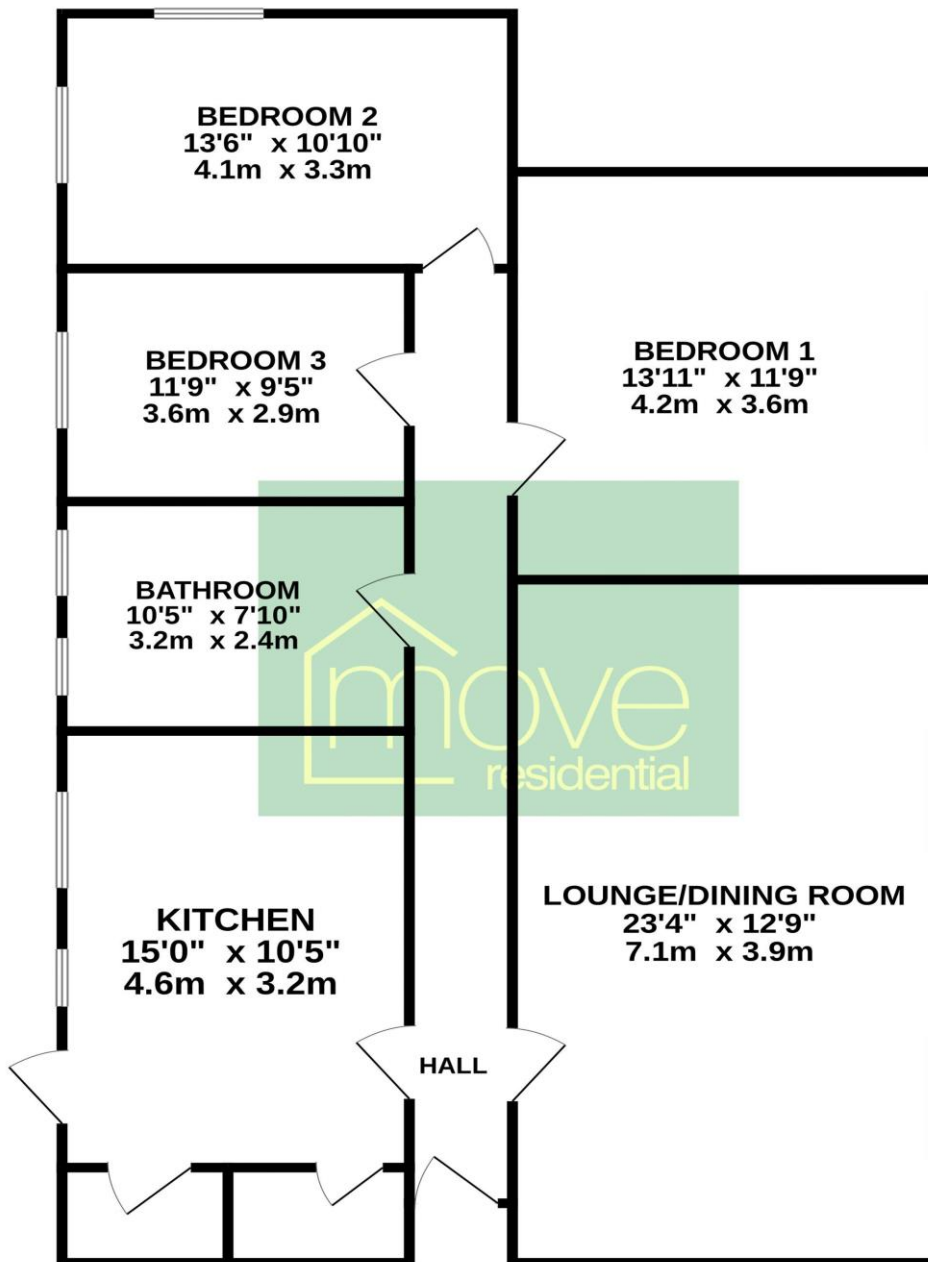 BEDROOM 2
13'6" x 10'10"
4.1m x 3.3m
BEDROOM 1
13'11" x 11'9"
4.2m x 3.6m
BEDROOM 3
11'9" x 9'5"
3.6m x 2.9m
BATHROOM
10'5" x 7'10"
3.2m x 2.4m
move
residential
LOUNGE/DINING ROOM
23'4" x 12'9"
7.1m x 3.9m
KITCHEN
15'0" x 10'5"
4.6m x 3.2m
HALL